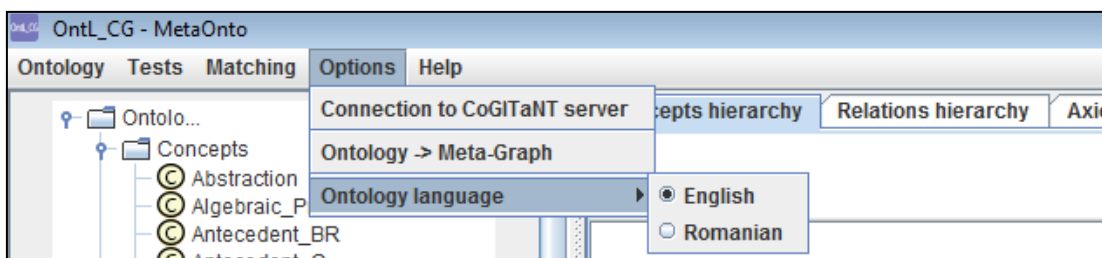 OntL_CG - MetaOnto
Ontology Tests Matching Options Help
Connection to CoGITaNT server
Ontology -> Meta-Graph
Ontology language
English
Romanian
hierarchy
Relations hierarchy
Ontolo...
Concepts
Abstraction
Antecedent_BR